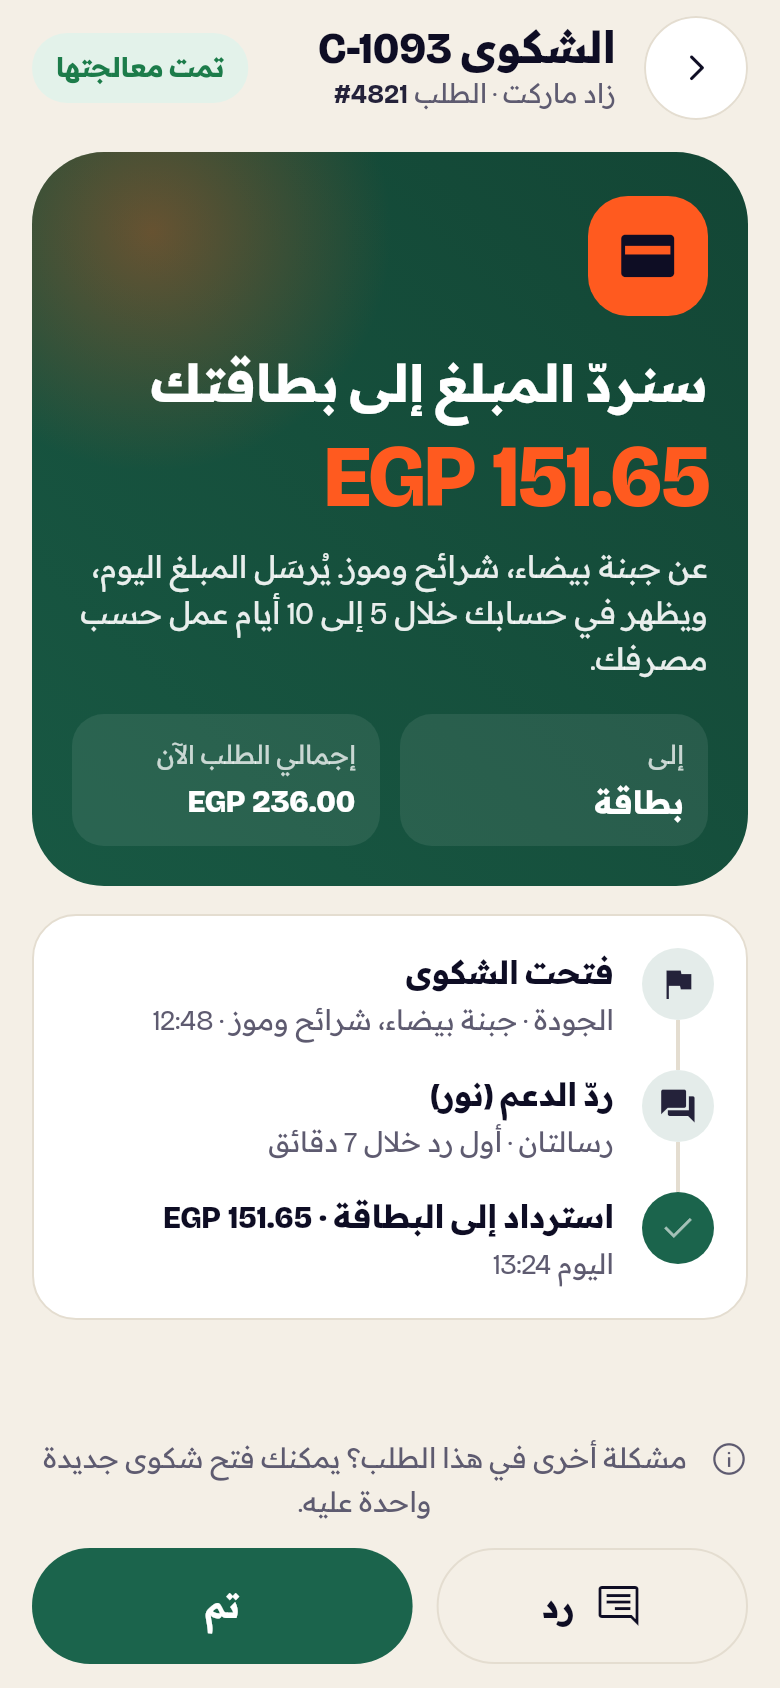 الشكوى C-1093
زاد ماركت · الطلب #4821
تمت معالجتها
سنردّ المبلغ إلى بطاقتك
EGP 151.65
عن جبنة بيضاء، شرائح وموز. يُرسَل المبلغ اليوم،
ويظهر في حسابك خلال 5 إلى 10 أيام عمل حسب
مصرفك.
إلى
بطاقة
إجمالي الطلب الآن
EGP 236.00
فتحت الشكوى
الجودة · جبنة بيضاء، شرائح وموز · 12:48
ردّ الدعم (نور)
رسالتان · أول رد خلال 7 دقائق
استرداد إلى البطاقة · EGP 151.65
اليوم 13:24
مشكلة أخرى في هذا الطلب؟ يمكنك فتح شكوى جديدة
واحدة عليه.
رد
تم